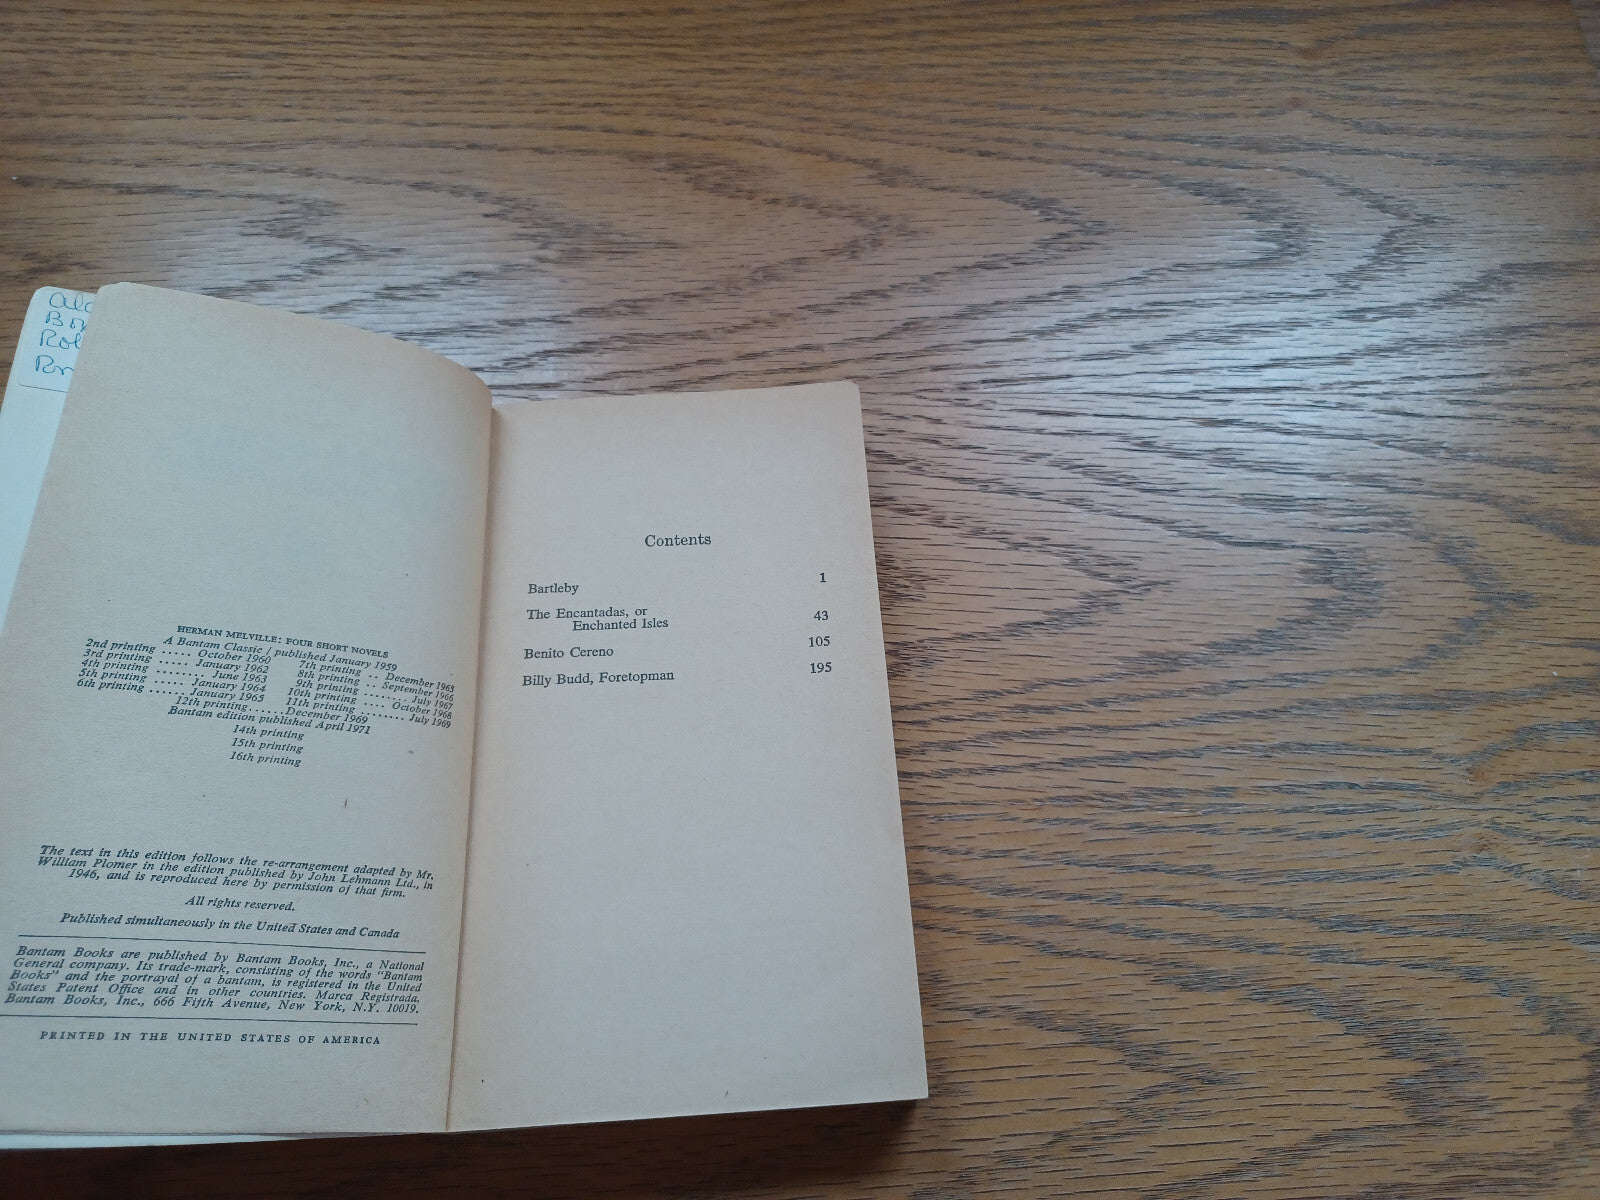 HERMAN MELVILLE: FOUR SHORT NOVELS
A Bantam Classic / published January 1959
2nd printing ..... October 1960
3rd printing ..... January 1962
4th printing ........ June 1963
5th printing ...... January 1964
6th printing ...... January 1965
7th printing .. December 1965
8th printing .. September 1966
9th printing ....... July 1967
10th printing .... October 1968
11th printing ........ July 1969
12th printing ...... December 1969
Bantam edition published April 1971
14th printing
15th printing
16th printing
The text in this edition follows the re-arrangement adapted by Mr.
William Plomer in the edition published by John Lehmann Ltd., in
1946, and is reproduced here by permission of that firm.
All rights reserved.
Published simultaneously in the United States and Canada
Bantam Books are published by Bantam Books, Inc., a National
General company. Its trade-mark, consisting of the words "Bantam
Books" and the portrayal of a bantam, is registered in the United
States Patent Office and in other countries. Marca Registrada.
Bantam Books, Inc., 666 Fifth Avenue, New York, N.Y. 10019.
PRINTED IN THE UNITED STATES OF AMERICA
Contents
Bartleby 1
The Encantadas, or
Enchanted Isles 43
Benito Cereno 105
Billy Budd, Foretopman 195